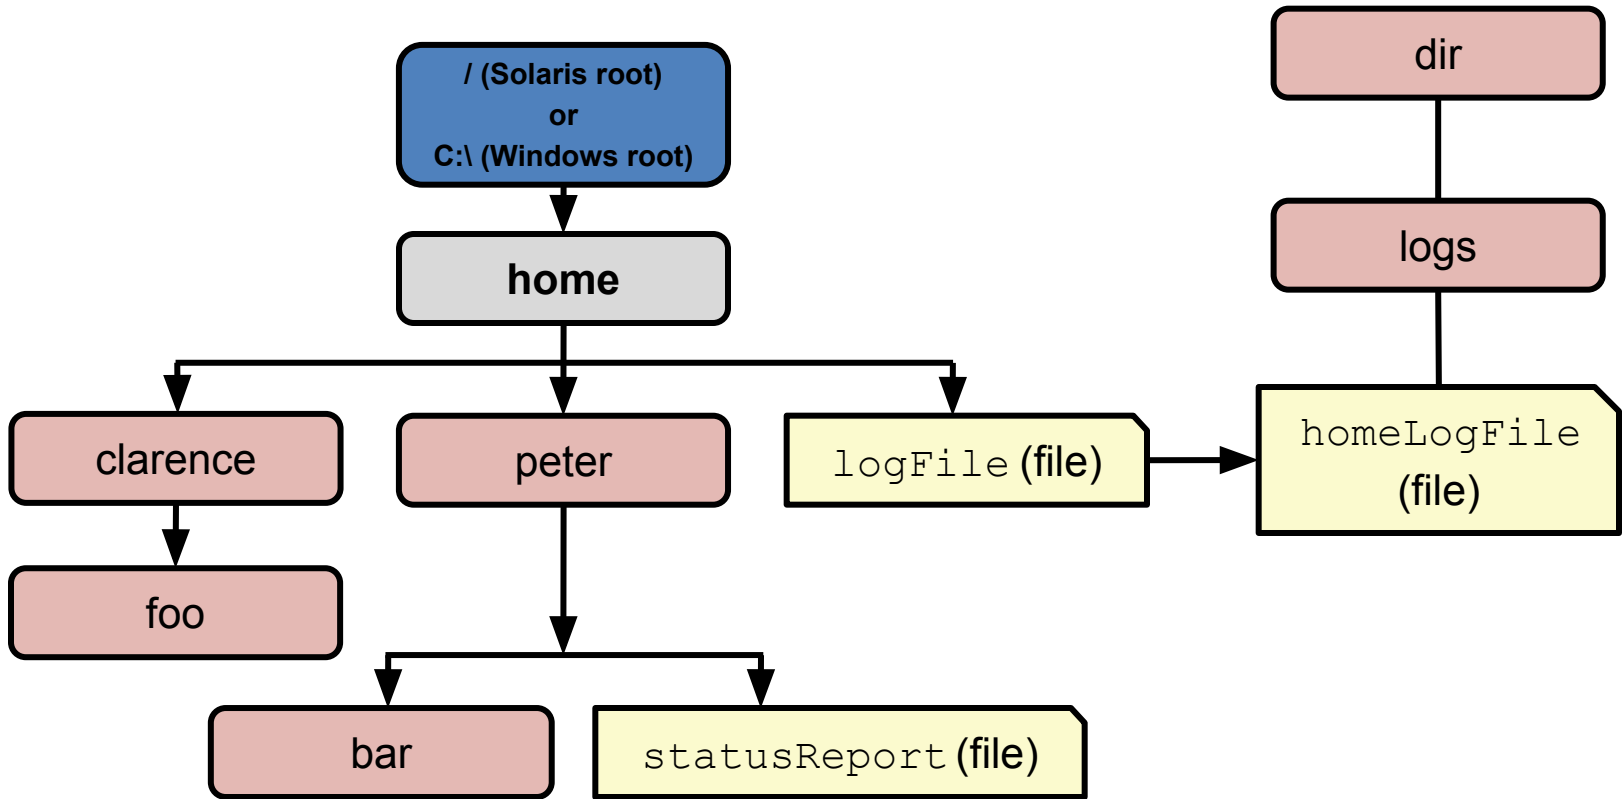 / (Solaris root)
or
C:\ (Windows root)
dir
home
logs
clarence
peter
logFile (file)
homeLogFile
(file)
foo
bar
statusReport (file)